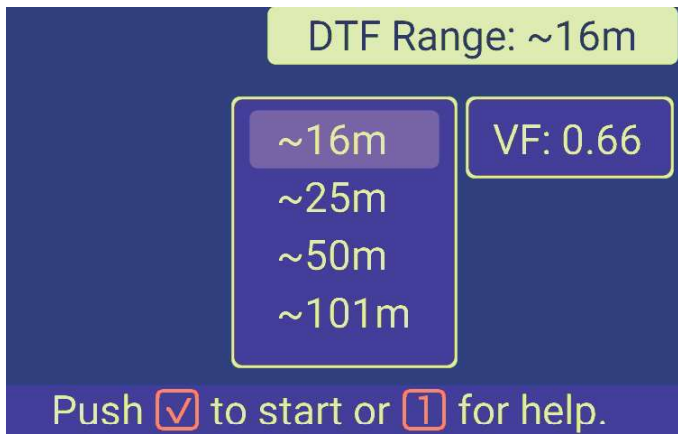 DTF Range: ~16m
~16m
VF: 0.66
~25m
~50m
~101m
Push ✓ to start or 1 for help.